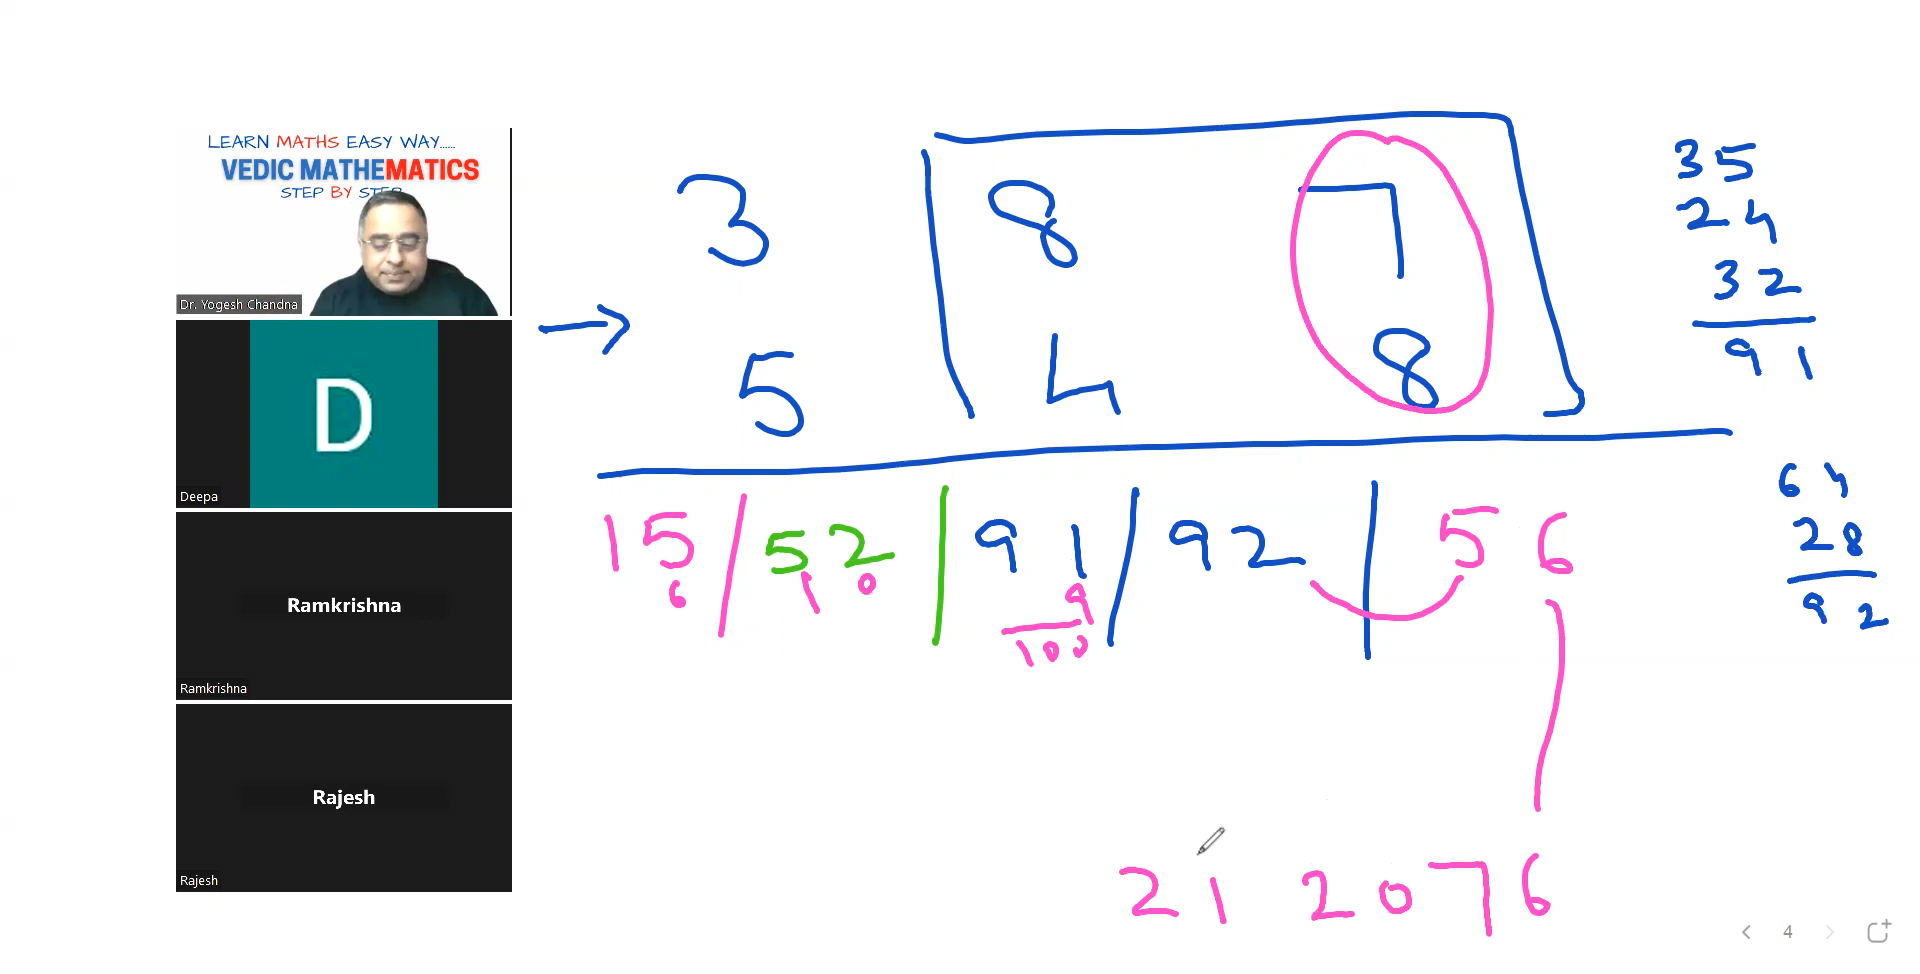 LEARN MATHS EASY WAY.....
VEDIC MATHEMATICS
STEP BY STEP
Dr. Yogesh Chandna
D
Deepa
Ramkrishna
Ramkrishna
Rajesh
Rajesh
3 8 7
5 4 8
15 / 52 | 91 / 92 | 56
6 1 0 9
100
212076
35
24
32
91
64
28
92
4